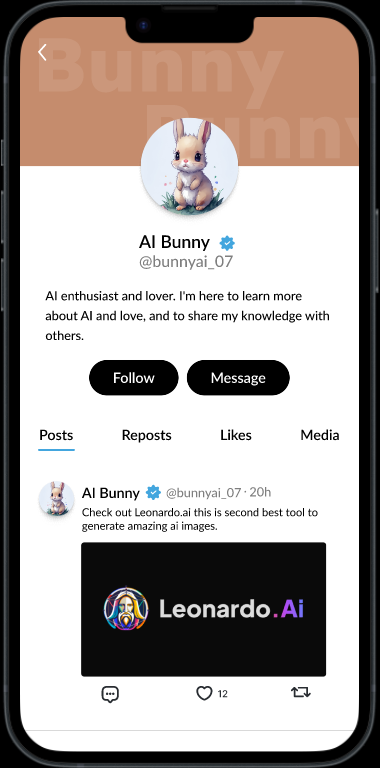 Bunny
Bunny
AI Bunny
@bunnyai_07
AI enthusiast and lover. I'm here to learn more
about AI and love, and to share my knowledge with
others.
Follow
Message
Posts
Reposts
Likes
Media
AI Bunny @bunnyai_07 · 20h
Check out Leonardo.ai this is second best tool to
generate amazing ai images.
Leonardo.Ai
12